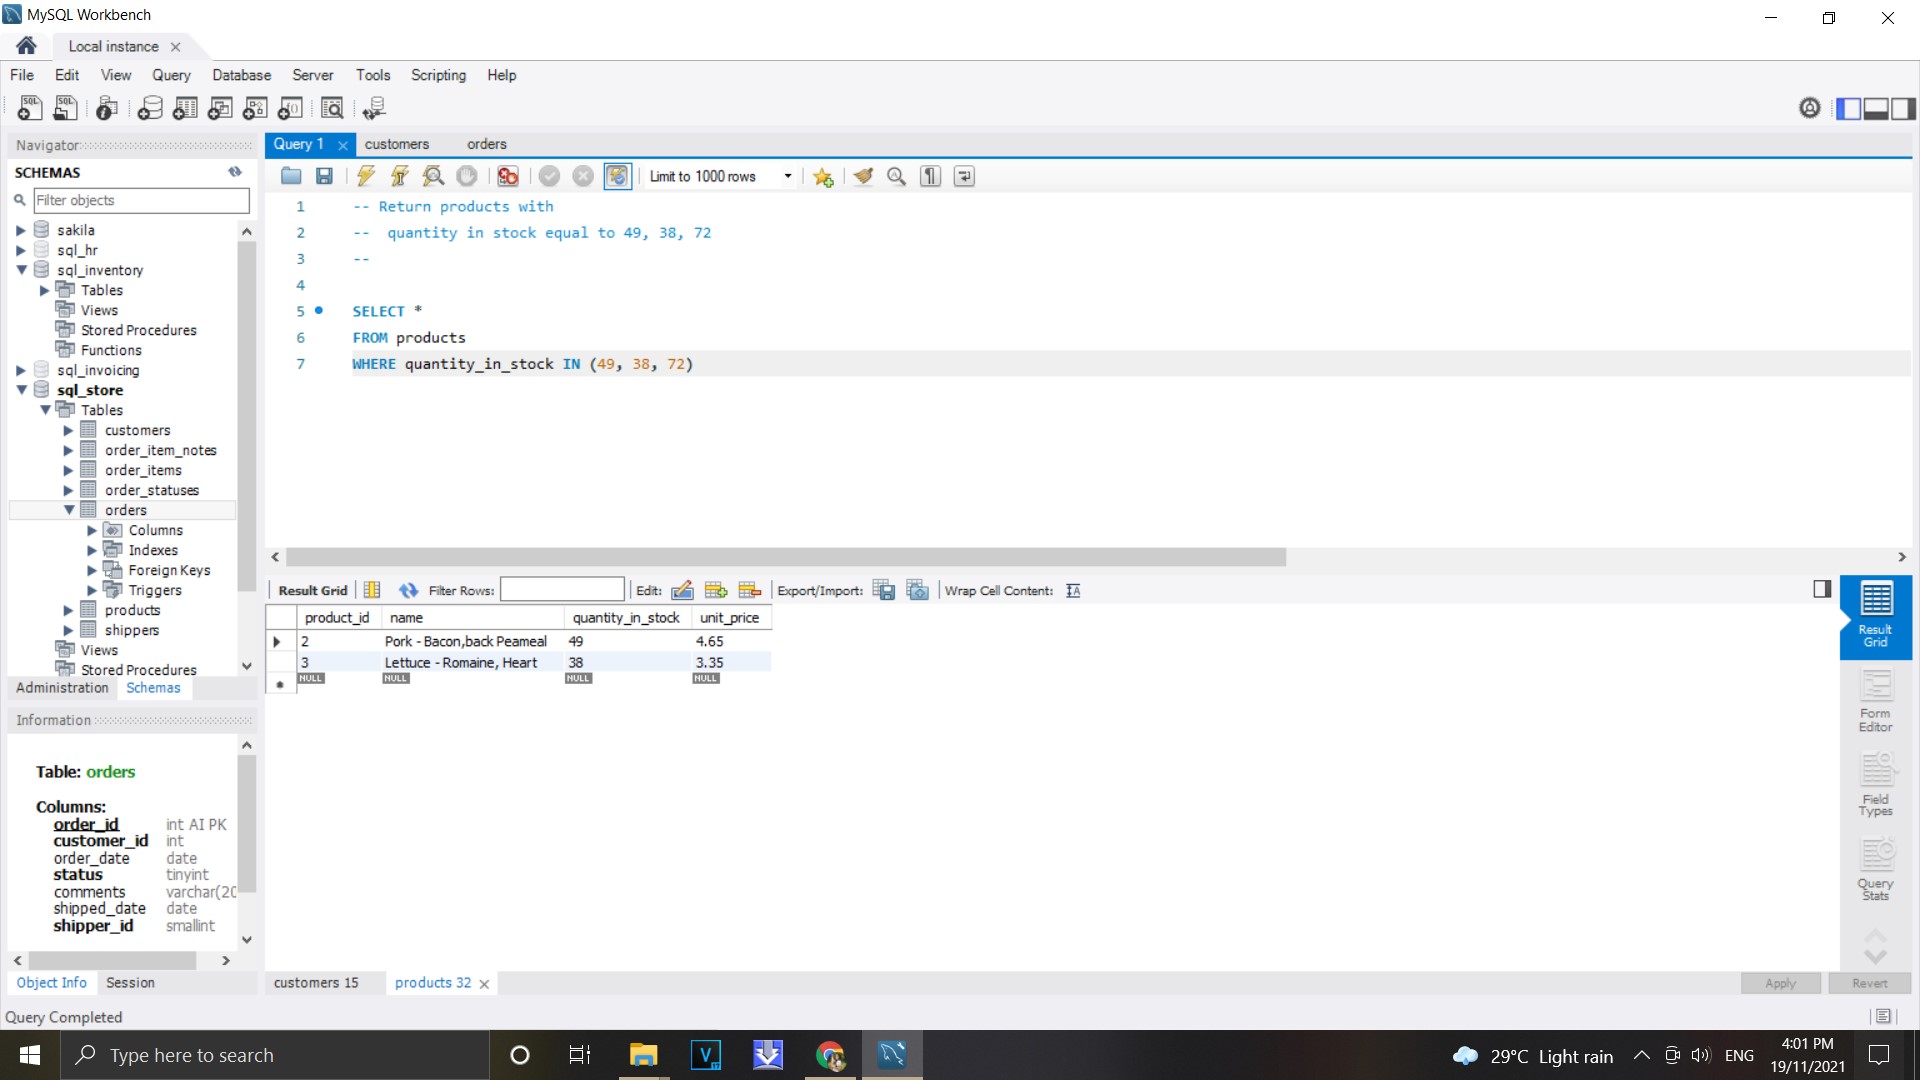 MySQL Workbench
Local instance
File Edit View Query Database Server Tools Scripting Help
Navigator
SCHEMAS
Filter objects
sakila
sql_hr
sql_inventory
Tables
Views
Stored Procedures
Functions
sql_invoicing
sql_store
Tables
customers
order_item_notes
order_items
order_statuses
orders
Columns
Indexes
Foreign Keys
Triggers
products
shippers
Views
Stored Procedures
Administration Schemas
Information
Table: orders
Columns:
order_id int AI PK
customer_id int
order_date date
status tinyint
comments varchar(20
shipped_date date
shipper_id smallint
Object Info Session
Query 1 customers orders
Limit to 1000 rows
1 -- Return products with
2 -- quantity in stock equal to 49, 38, 72
3 --
4
5 SELECT *
6 FROM products
7 WHERE quantity_in_stock IN (49, 38, 72)
Result Grid Filter Rows: Edit: Export/Import: Wrap Cell Content:
product_id name quantity_in_stock unit_price
2 Pork - Bacon,back Peameal 49 4.65
3 Lettuce - Romaine, Heart 38 3.35
NULL NULL NULL NULL
Result
Grid
Form
Editor
Field
Types
Query
Stats
customers 15 products 32
Apply Revert
Query Completed
Type here to search
29°C Light rain
ENG
4:01 PM
19/11/2021